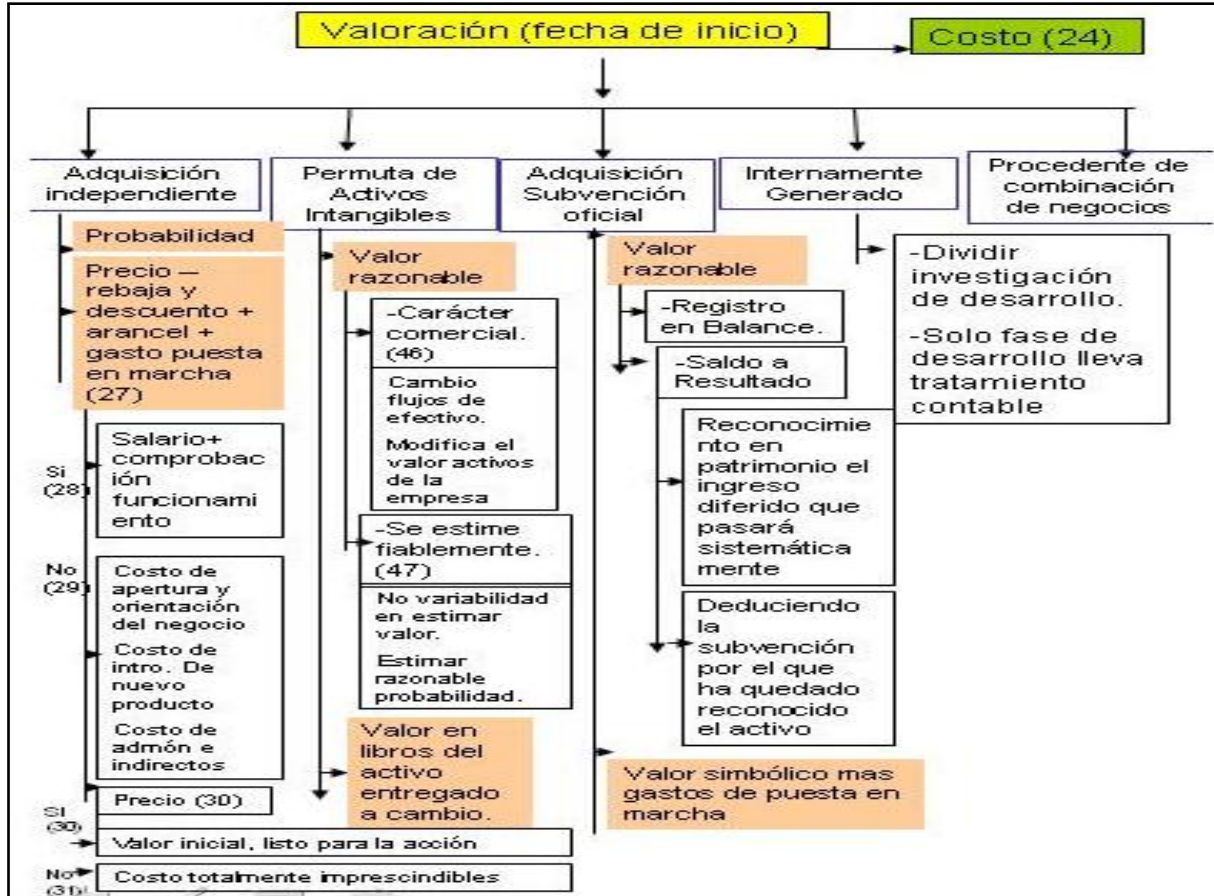 Valoración (fecha de inicio)
Costo (24)
Adquisición
independiente
Permuta de
Activos
Intangibles
Adquisición
Subvención
oficial
Internamente
Generado
Procedente de
combinación
de negocios
Probabilidad
Precio –
rebaja y
descuento +
arancel +
gasto puesta
en marcha
(27)
Si
(28)
Salario+
comprobac
ión
funcionami
ento
No
(29)
Costo de
apertura y
orientación
del negocio
Costo de
intro. De
nuevo
producto
Costo de
admón e
indirectos
Precio (30)
SI
(30)
Valor inicial, listo para la acción
No
(31)
Costo totalmente imprescindibles
Valor
razonable
-Carácter
comercial.
(46)
Cambio
flujos de
efectivo.
Modifica el
valor activos
de la
empresa
-Se estime
fiablemente.
(47)
No variabilidad
en estimar
valor.
Estimar
razonable
probabilidad.
Valor en
libros del
activo
entregado
a cambio.
Valor
razonable
-Registro
en Balance.
-Saldo a
Resultado
Reconocimie
nto en
patrimonio el
ingreso
diferido que
pasará
sistemática
mente
Deduciendo
la
subvención
por el que
ha quedado
reconocido
el activo
Valor simbólico mas
gastos de puesta en
marcha
-Dividir
investigación
de desarrollo.
-Solo fase de
desarrollo lleva
tratamiento
contable